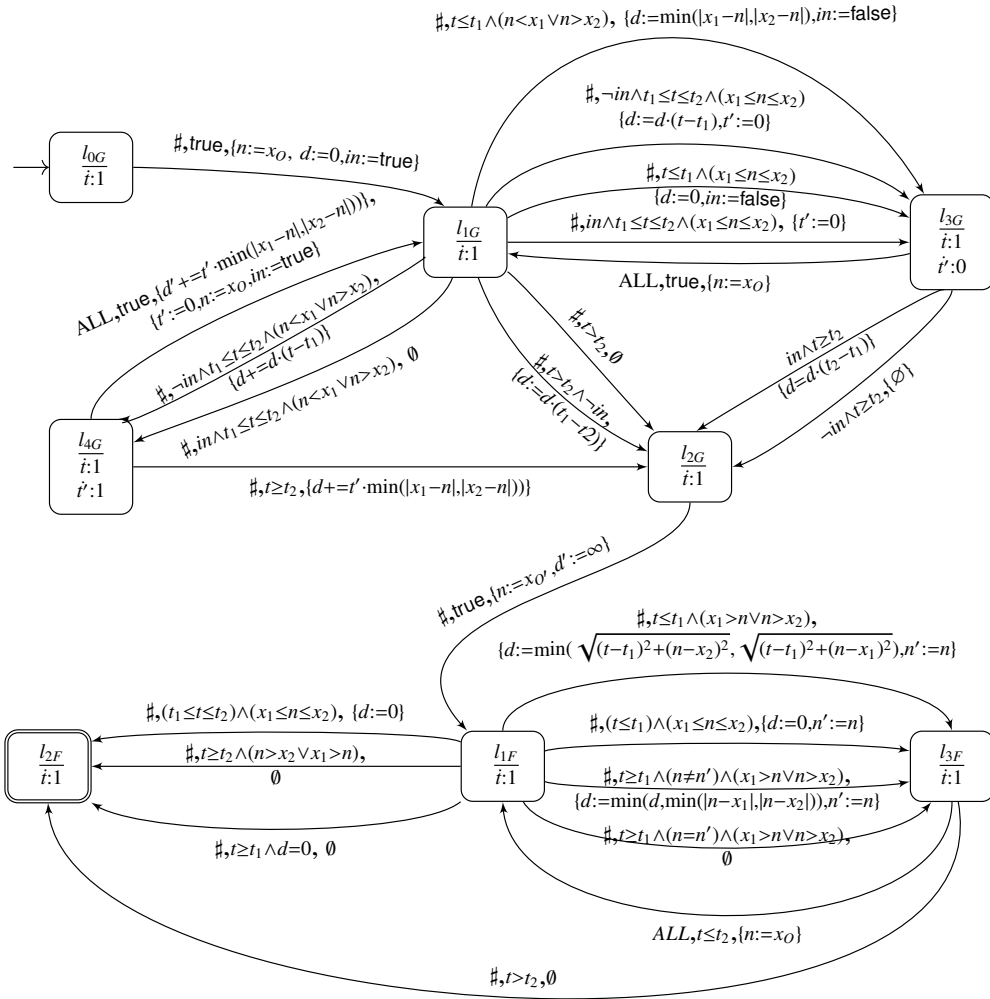 ♯,t≤t₁∧(n<x₁∨n>x₂), {d:=min(|x₁−n|,|x₂−n|),in:=false}
♯,¬in∧t₁≤t≤t₂∧(x₁≤n≤x₂)
{d:=d·(t−t₁),t′:=0}
l₀G
ṫ:1
♯,true,{n:=x_O, d:=0,in:=true}
♯,t≤t₁∧(x₁≤n≤x₂)
{d:=0,in:=false}
♯,in∧t₁≤t≤t₂∧(x₁≤n≤x₂), {t′:=0}
l₁G
ṫ:1
l₃G
ṫ:1
ṫ′:0
ALL,true,{n:=x_O}
ALL,true,{d′+=t′·min(|x₁−n|,|x₂−n|))},
{t′:=0,n:=x_O,in:=true}
♯,¬in∧t₁≤t≤t₂∧(n<x₁∨n>x₂),
{d+=d·(t−t₁)}
♯,in∧t₁≤t≤t₂∧(n<x₁∨n>x₂), ∅
♯,t>t₂,∅
♯,t>t₂∧¬in,
{d:=d·(t₁−t2)}
in∧t≥t₂
{d=d·(t₂−t₁)}
¬in∧t≥t₂,{∅}
l₄G
ṫ:1
ṫ′:1
l₂G
ṫ:1
♯,t≥t₂,{d+=t′·min(|x₁−n|,|x₂−n|))}
♯,true,{n:=x_O′,d′:=∞}
♯,t≤t₁∧(x₁>n∨n>x₂),
{d:=min( √(t−t₁)²+(n−x₂)², √(t−t₁)²+(n−x₁)²),n′:=n}
♯,(t₁≤t≤t₂)∧(x₁≤n≤x₂), {d:=0}
♯,(t≤t₁)∧(x₁≤n≤x₂),{d:=0,n′:=n}
l₂F
ṫ:1
♯,t≥t₂∧(n>x₂∨x₁>n),
∅
l₁F
ṫ:1
♯,t≥t₁∧(n≠n′)∧(x₁>n∨n>x₂),
{d:=min(d,min(|n−x₁|,|n−x₂|)),n′:=n}
l₃F
ṫ:1
♯,t≥t₁∧d=0, ∅
♯,t≥t₁∧(n=n′)∧(x₁>n∨n>x₂),
∅
ALL,t≤t₂,{n:=x_O}
♯,t>t₂,∅